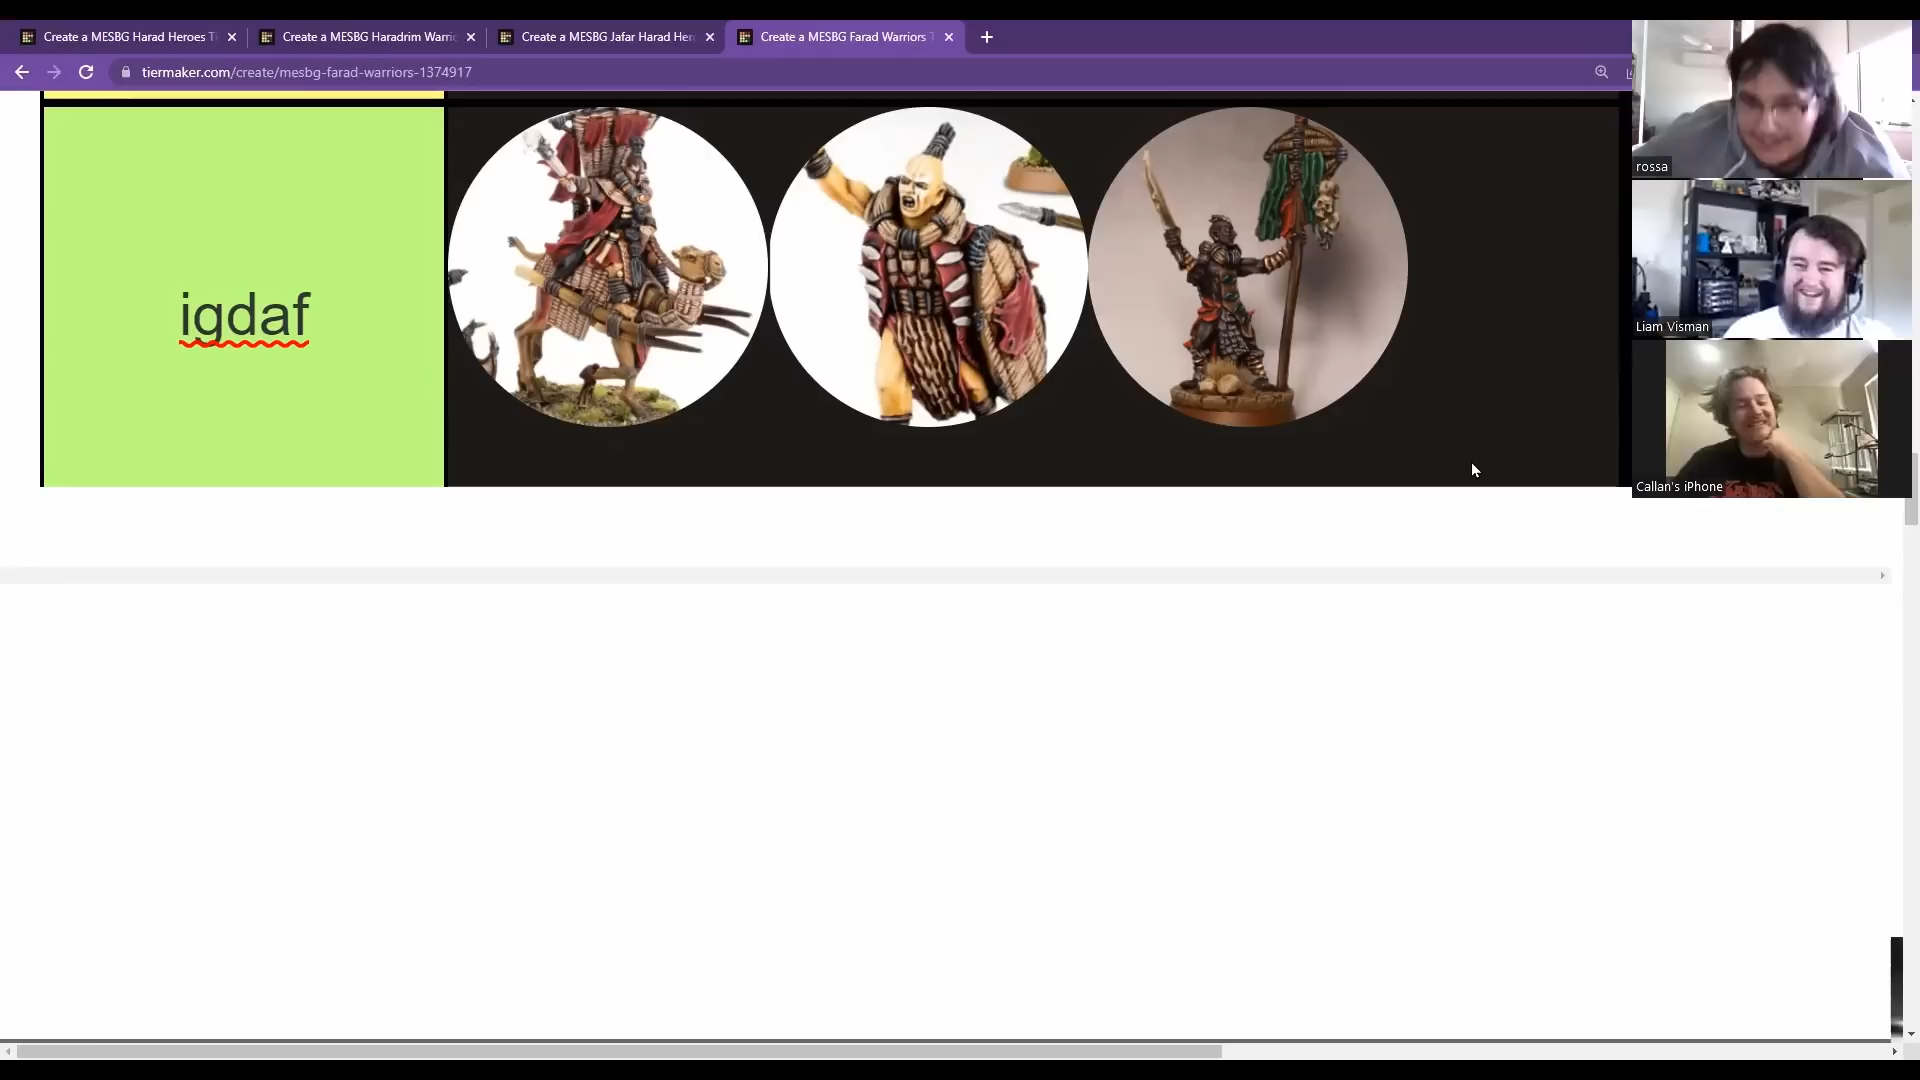 Create a MESBG Harad Heroes T
Create a MESBG Haradrim Warric
Create a MESBG Jafar Harad Her
Create a MESBG Farad Warriors T
tiermaker.com/create/mesbg-farad-warriors-1374917
igdaf
rossa
Liam Visman
Callan's iPhone